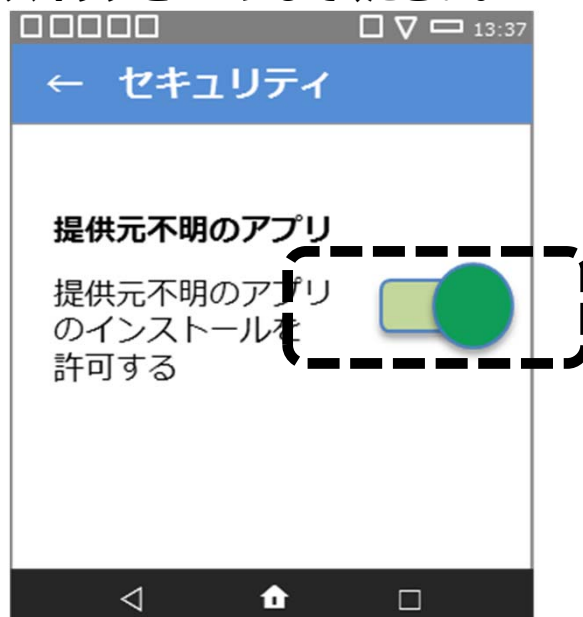 13:37
← セキュリティ
提供元不明のアプリ
提供元不明のアプリ
のインストールを
許可する